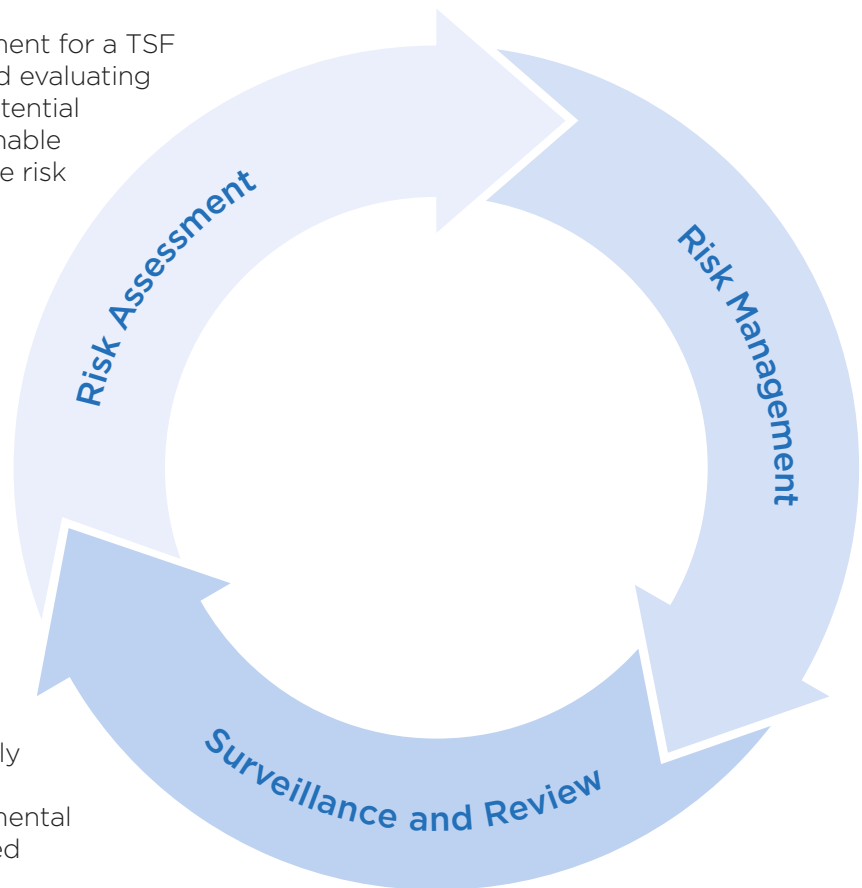 ment for a TSF
d evaluating
tential
nable
e risk
Risk Assessment
Risk Management
ly
mental
ed
Surveillance and Review